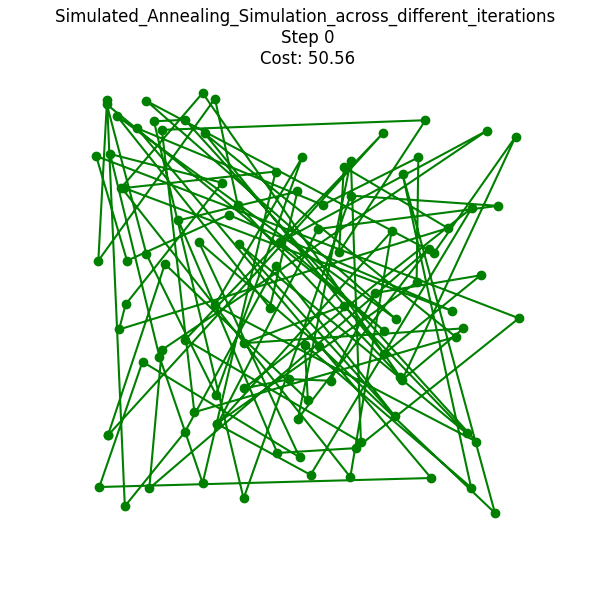 Simulated_Annealing_Simulation_across_different_iterations
Step 0
Cost: 50.56